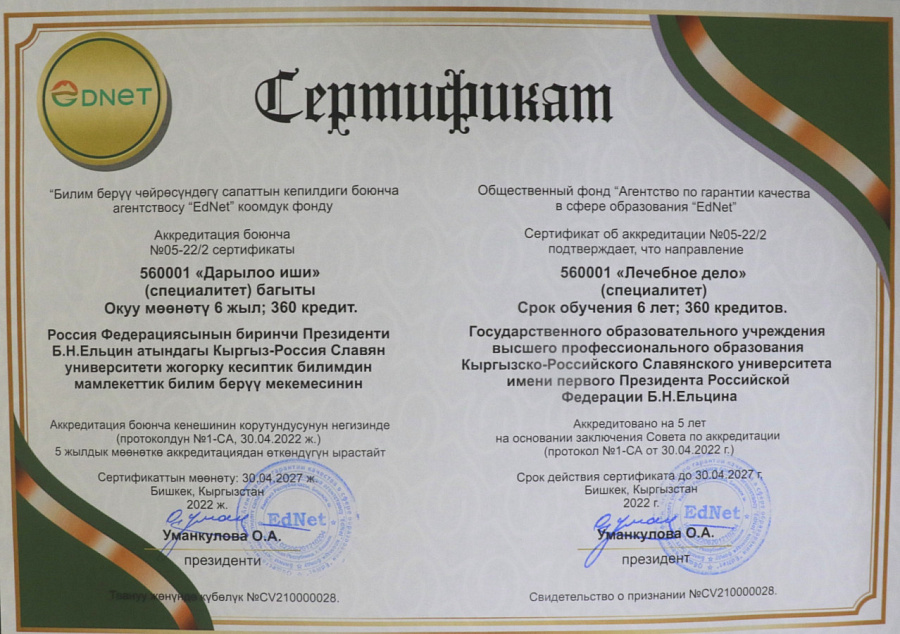 EDNET
Сертификат
“Билим берүү чөйрөсүндөгү сапаттын кепилдиги боюнча
агентствосу “EdNet” коомдук фонду
Аккредитация боюнча
№05-22/2 сертификаты
560001 «Дарылоо иши»
(специалитет) багыты
Окуу мөөнөтү 6 жыл; 360 кредит.
Россия Федерациясынын биринчи Президенти
Б.Н.Ельцин атындагы Кыргыз-Россия Славян
университети жогорку кесиптик билимдин
мамлекеттик билим берүү мекемесинин
Аккредитация боюнча кенешинин корутундусунун негизинде
(протоколдун №1-СА, 30.04.2022 ж.)
5 жылдык мөөнөткө аккредитациядан өткөндүгүн ырастайт
Сертификаттын мөөнөтү: 30.04.2027 ж.
Бишкек, Кыргызстан
2022 ж.
EdNet
Уманкулова О.А.
президенти
Таануу жөнүндө күбөлүк №CV210000028.
Общественный фонд “Агентство по гарантии качества
в сфере образования “EdNet”
Сертификат об аккредитации №05-22/2
подтверждает, что направление
560001 «Лечебное дело»
(специалитет)
Срок обучения 6 лет; 360 кредитов.
Государственного образовательного учреждения
высшего профессионального образования
Кыргызско-Российского Славянского университета
имени первого Президента Российской
Федерации Б.Н.Ельцина
Аккредитовано на 5 лет
на основании заключения Совета по аккредитации
(протокол №1-СА от 30.04.2022 г.)
Срок действия сертификата до 30.04.2027 г.
Бишкек, Кыргызстан
2022 г.
EdNet
Уманкулова О.А.
президент
Свидетельство о признании №CV210000028.